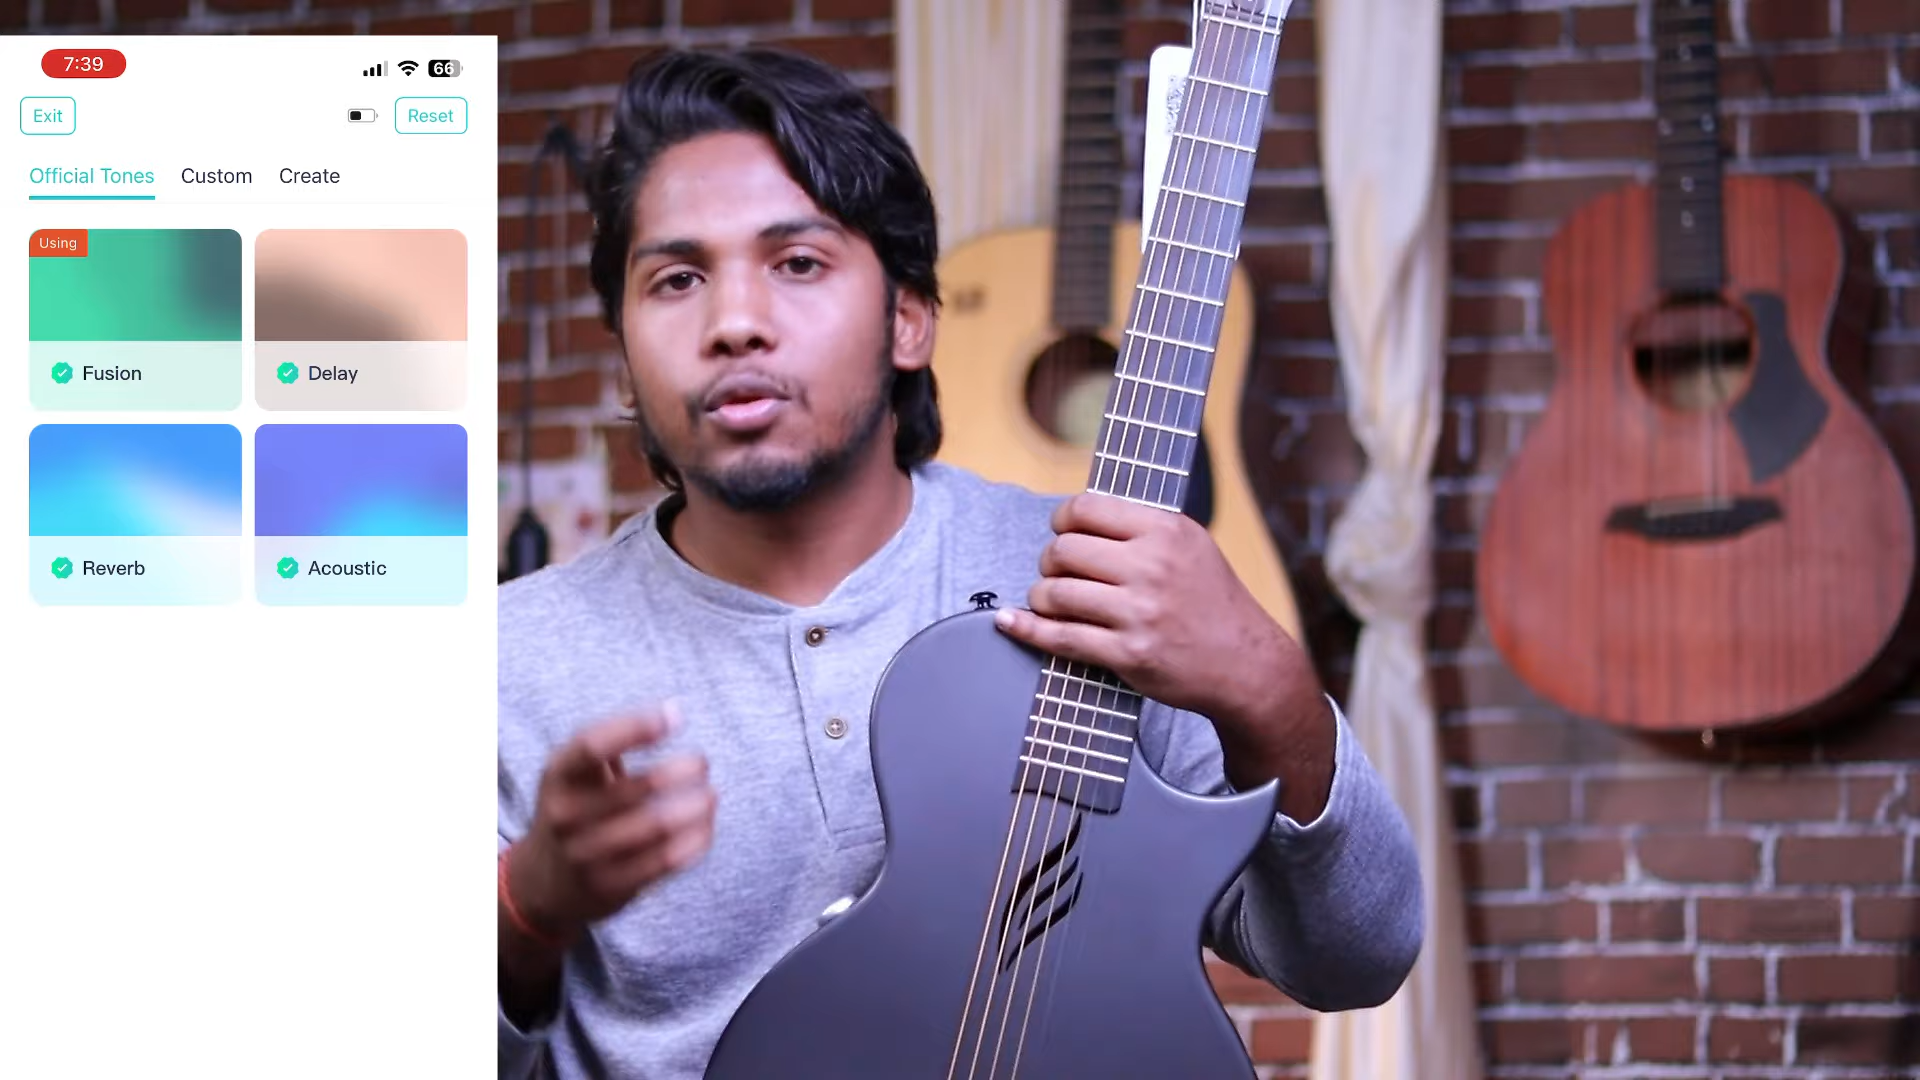 7:39
66
Exit
Reset
Official Tones Custom Create
Using
Fusion
Delay
Reverb
Acoustic